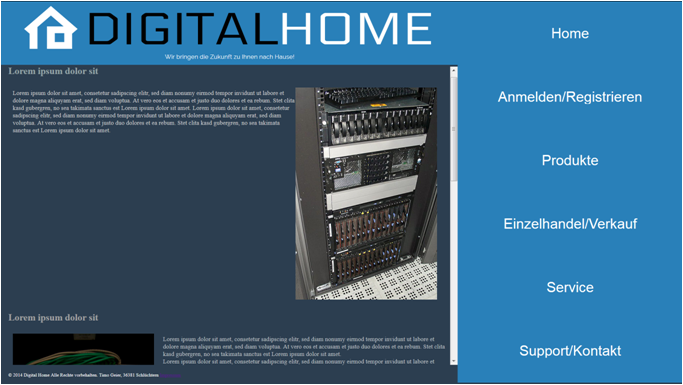 DIGITALHOME
Wir bringen die Zukunft zu Ihnen nach Hause!
Home
Anmelden/Registrieren
Produkte
Einzelhandel/Verkauf
Service
Support/Kontakt
Lorem ipsum dolor sit
Lorem ipsum dolor sit amet, consetetur sadipscing elitr, sed diam nonumy eirmod tempor invidunt ut labore et
dolore magna aliquyam erat, sed diam voluptua. At vero eos et accusam et justo duo dolores et ea rebum. Stet clita
kasd gubergren, no sea takimata sanctus est Lorem ipsum dolor sit amet. Lorem ipsum dolor sit amet, consetetur
sadipscing elitr, sed diam nonumy eirmod tempor invidunt ut labore et dolore magna aliquyam erat, sed diam
voluptua. At vero eos et accusam et justo duo dolores et ea rebum. Stet clita kasd gubergren, no sea takimata
sanctus est Lorem ipsum dolor sit amet.
Lorem ipsum dolor sit
Lorem ipsum dolor sit amet, consetetur sadipscing elitr, sed diam nonumy eirmod tempor invidunt ut labore et
dolore magna aliquyam erat, sed diam voluptua. At vero eos et accusam et justo duo dolores et ea rebum. Stet clita
kasd gubergren, no sea takimata sanctus est Lorem ipsum dolor sit amet.
Lorem ipsum dolor sit amet, consetetur sadipscing elitr, sed diam nonumy eirmod tempor invidunt ut labore et
© 2014 Digital Home Alle Rechte vorbehalten. Timo Geier, 36381 Schlüchtern